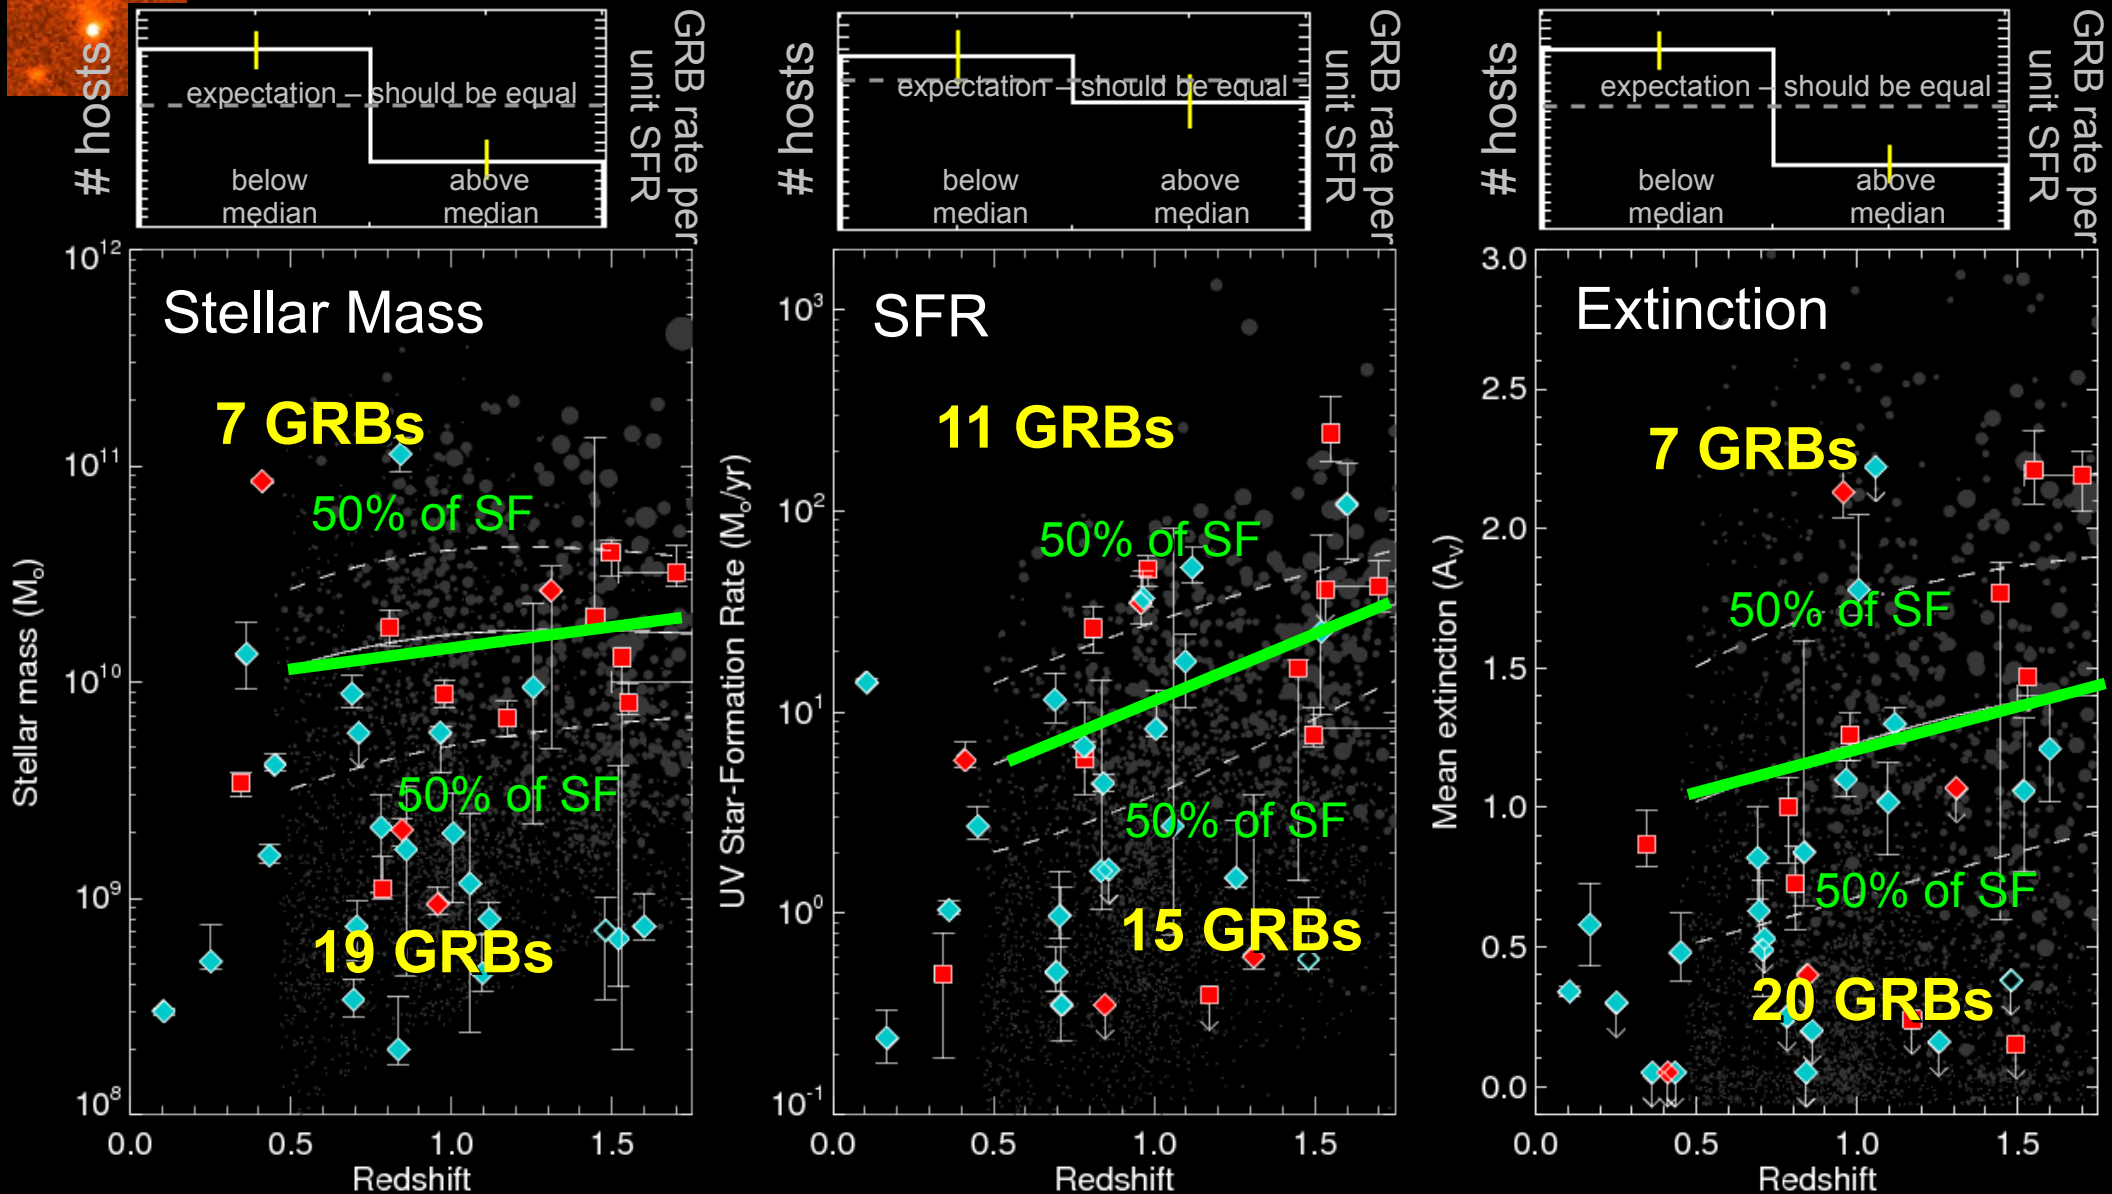 # hosts
expectation – should be equal
below
median
above
median
GRB rate per
unit SFR
# hosts
expectation – should be equal
below
median
above
median
GRB rate per
unit SFR
# hosts
expectation – should be equal
below
median
above
median
GRB rate per
unit SFR
Stellar Mass
7 GRBs
50% of SF
50% of SF
19 GRBs
Stellar mass (M₀)
10¹²
10¹¹
10¹⁰
10⁹
10⁸
0.0 0.5 1.0 1.5
Redshift
SFR
11 GRBs
50% of SF
50% of SF
15 GRBs
UV Star-Formation Rate (M₀/yr)
10³
10²
10¹
10⁰
10⁻¹
0.0 0.5 1.0 1.5
Redshift
Extinction
7 GRBs
50% of SF
50% of SF
20 GRBs
Mean extinction (Aᵥ)
3.0
2.5
2.0
1.5
1.0
0.5
0.0
0.0 0.5 1.0 1.5
Redshift